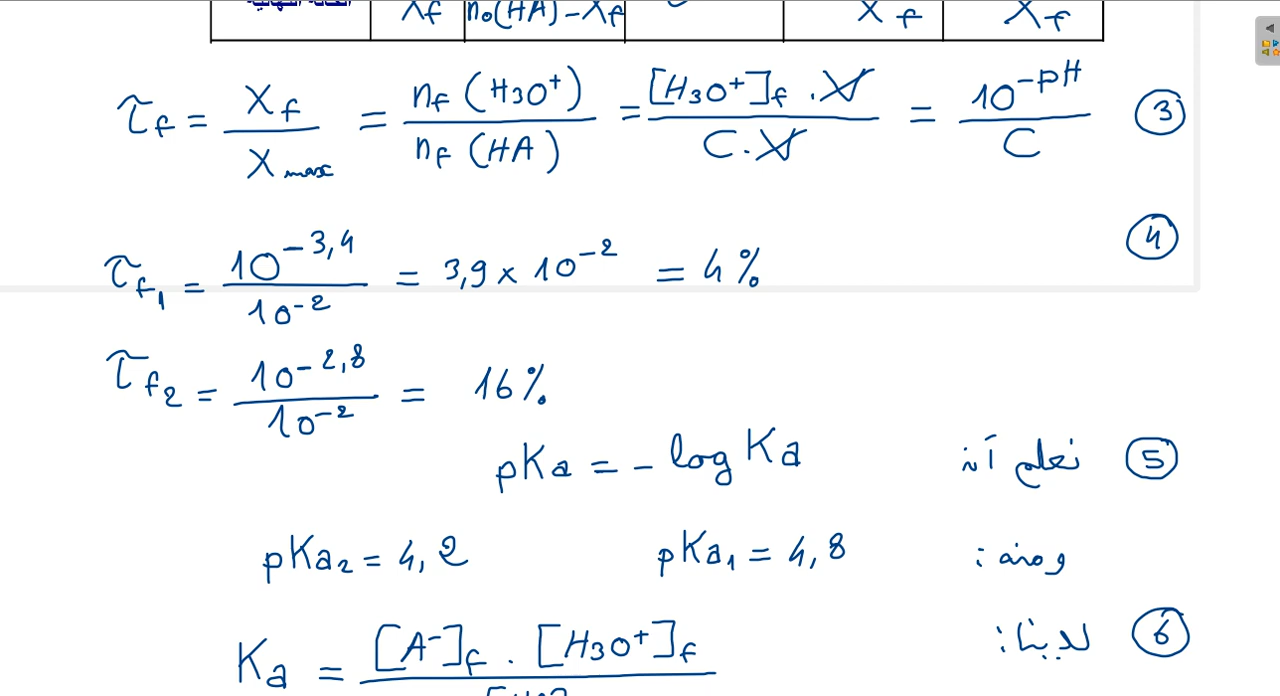 Xf n₀(HA)-Xf Xf Xf
τf = Xf / Xmax = nf (H3O⁺) / nf (HA) = [H3O⁺]f . V / C . V = 10^-pH / C ③
④
τf₁ = 10^-3,4 / 10^-2 = 3,9 x 10^-2 = 4%
τf₂ = 10^-2,8 / 10^-2 = 16%
⑤ نعلم أن pKa = - log Ka
ومنه: pKa₁ = 4,8 pKa₂ = 4,2
⑥ لدينا:
Ka = [A⁻]f . [H3O⁺]f